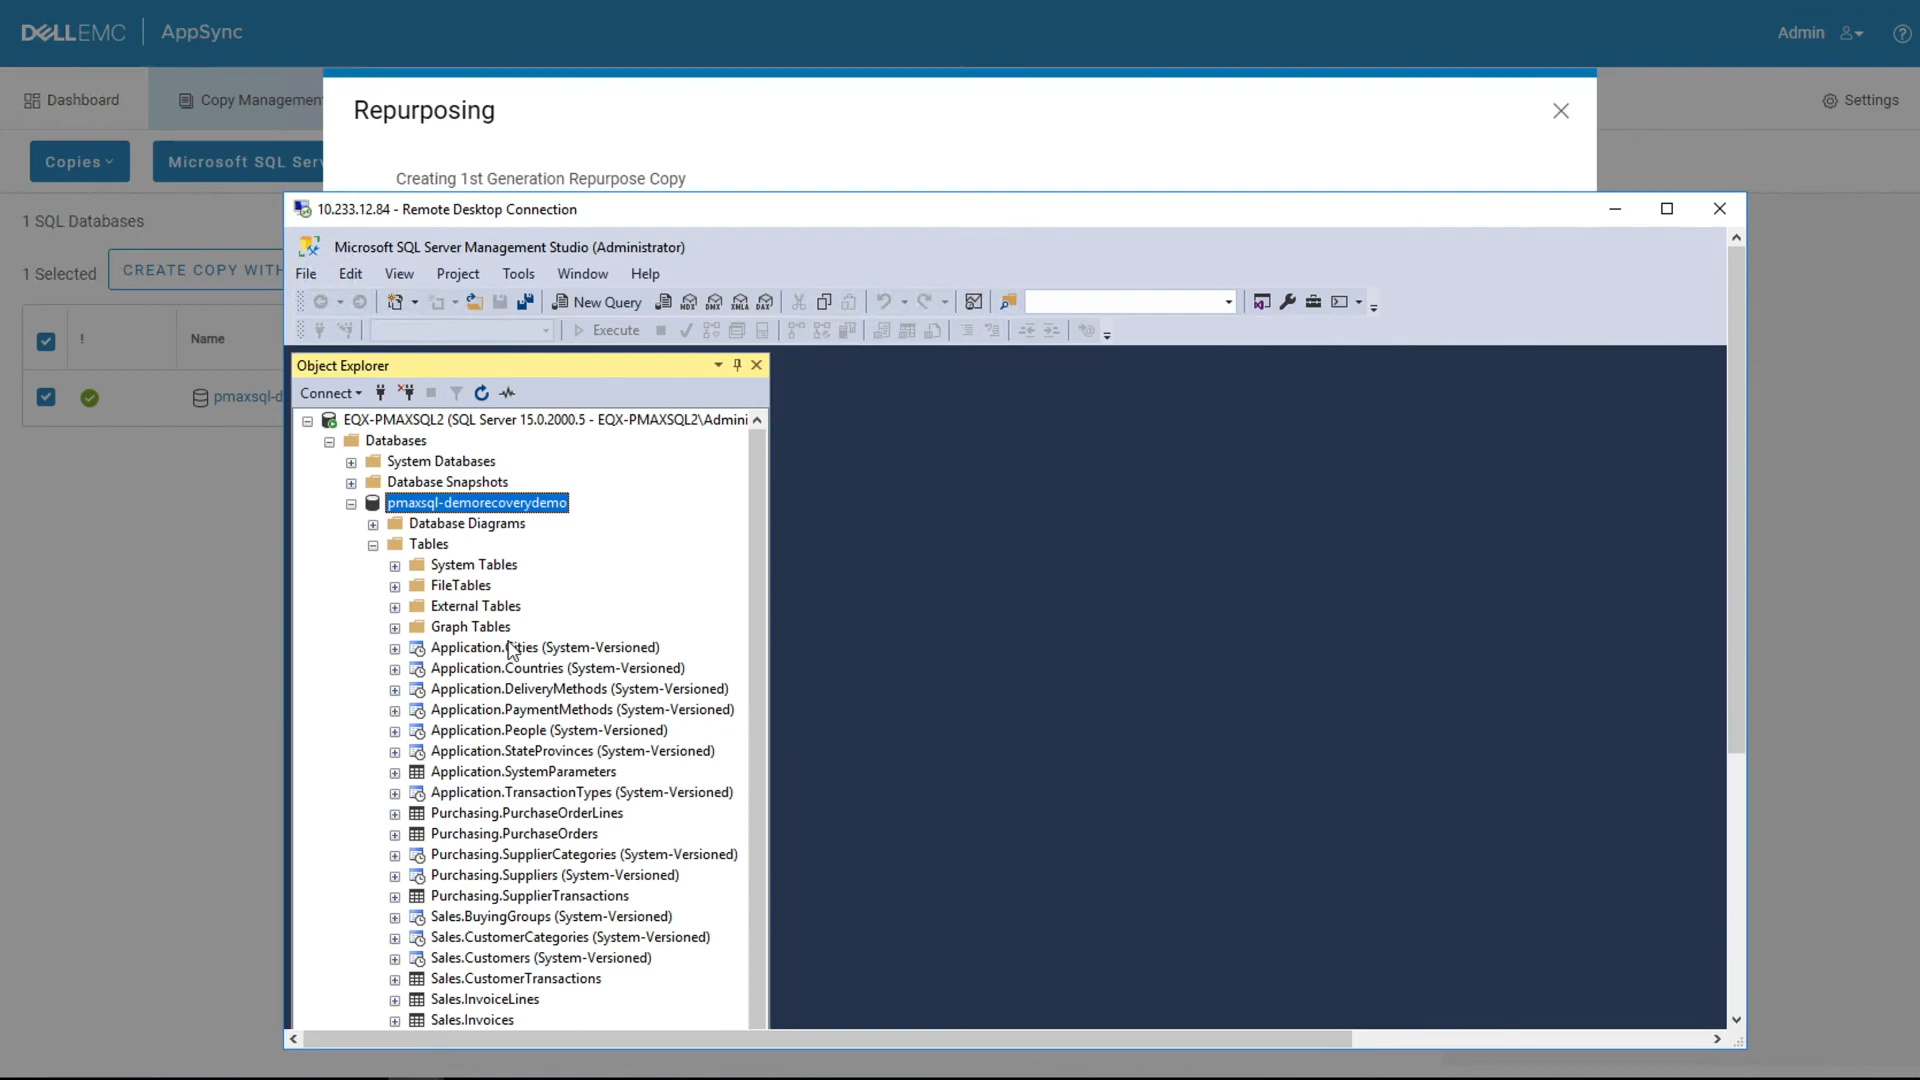 DELLEMC | AppSync
Admin
Dashboard
Copy Managemen
Settings
Repurposing
Copies
Microsoft SQL Serv
Creating 1st Generation Repurpose Copy
1 SQL Databases
1 Selected
CREATE COPY WITH
!
Name
pmaxsql-d
10.233.12.84 - Remote Desktop Connection
Microsoft SQL Server Management Studio (Administrator)
File Edit View Project Tools Window Help
New Query
MDX DMX XMLA DAX
Execute
Object Explorer
Connect
EQX-PMAXSQL2 (SQL Server 15.0.2000.5 - EQX-PMAXSQL2\Admini
Databases
System Databases
Database Snapshots
pmaxsql-demorecoverydemo
Database Diagrams
Tables
System Tables
FileTables
External Tables
Graph Tables
Application.Cities (System-Versioned)
Application.Countries (System-Versioned)
Application.DeliveryMethods (System-Versioned)
Application.PaymentMethods (System-Versioned)
Application.People (System-Versioned)
Application.StateProvinces (System-Versioned)
Application.SystemParameters
Application.TransactionTypes (System-Versioned)
Purchasing.PurchaseOrderLines
Purchasing.PurchaseOrders
Purchasing.SupplierCategories (System-Versioned)
Purchasing.Suppliers (System-Versioned)
Purchasing.SupplierTransactions
Sales.BuyingGroups (System-Versioned)
Sales.CustomerCategories (System-Versioned)
Sales.Customers (System-Versioned)
Sales.CustomerTransactions
Sales.InvoiceLines
Sales.Invoices